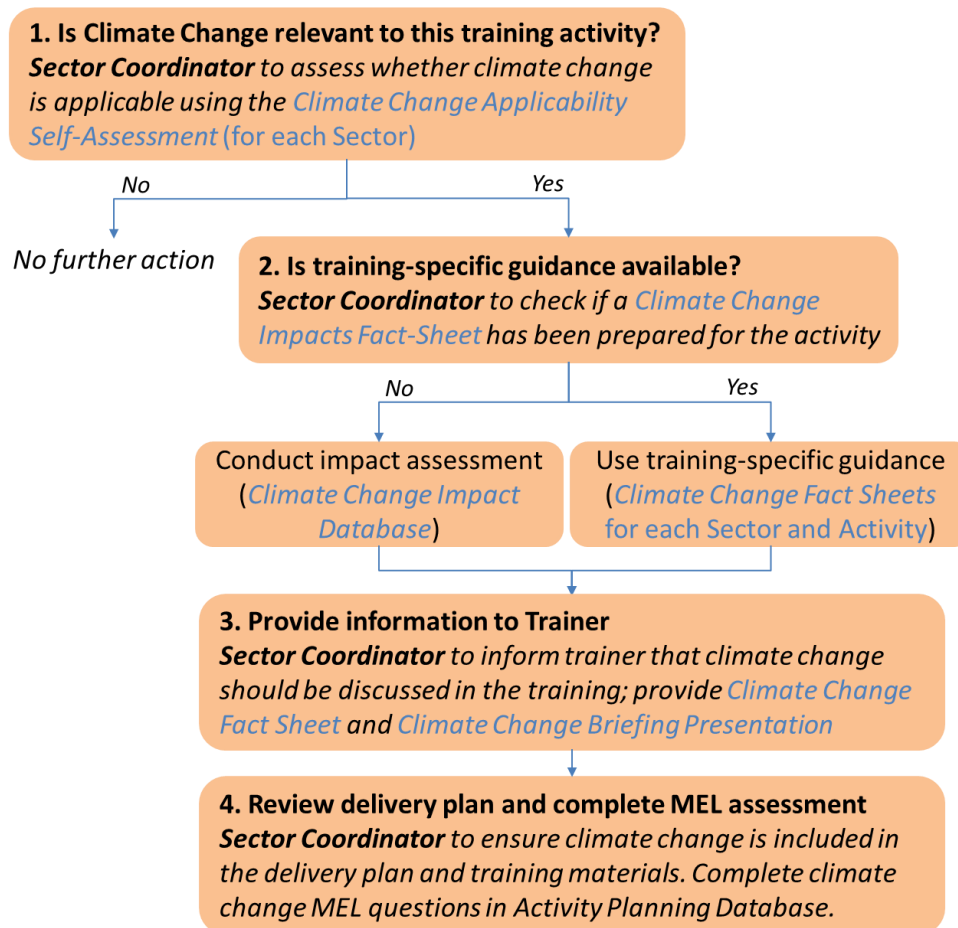 1. Is Climate Change relevant to this training activity?
Sector Coordinator to assess whether climate change
is applicable using the Climate Change Applicability
Self-Assessment (for each Sector)
No
Yes
No further action
2. Is training-specific guidance available?
Sector Coordinator to check if a Climate Change
Impacts Fact-Sheet has been prepared for the activity
No
Yes
Conduct impact assessment
(Climate Change Impact
Database)
Use training-specific guidance
(Climate Change Fact Sheets
for each Sector and Activity)
3. Provide information to Trainer
Sector Coordinator to inform trainer that climate change
should be discussed in the training; provide Climate Change
Fact Sheet and Climate Change Briefing Presentation
4. Review delivery plan and complete MEL assessment
Sector Coordinator to ensure climate change is included in
the delivery plan and training materials. Complete climate
change MEL questions in Activity Planning Database.